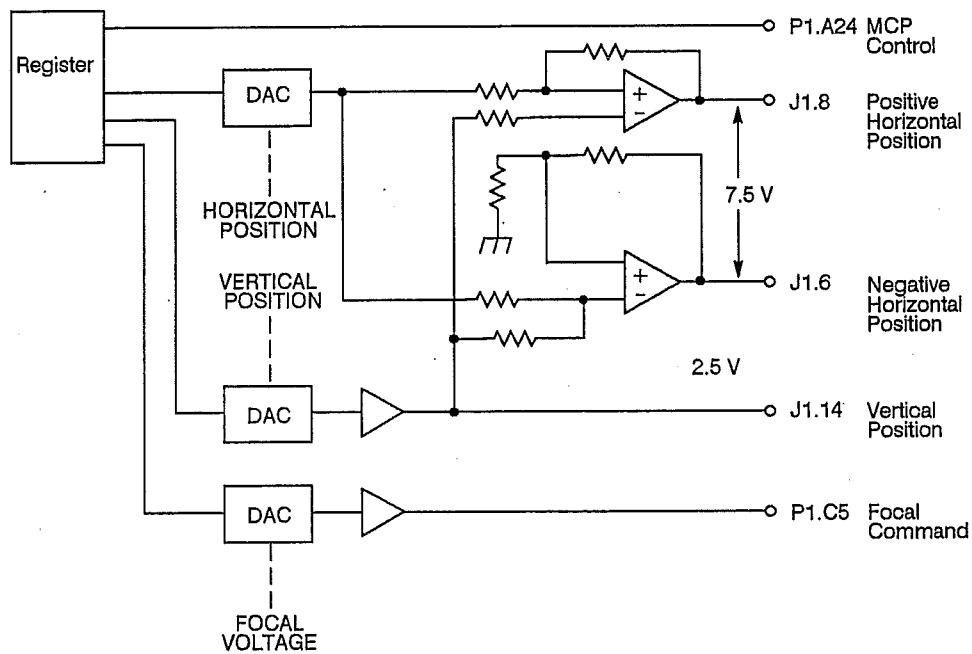 P1.A24 MCP
Control
Register
DAC
+
-
J1.8 Positive
Horizontal
Position
HORIZONTAL
POSITION
7.5 V
VERTICAL
POSITION
+
-
J1.6 Negative
Horizontal
Position
2.5 V
DAC
J1.14 Vertical
Position
DAC
P1.C5 Focal
Command
FOCAL
VOLTAGE